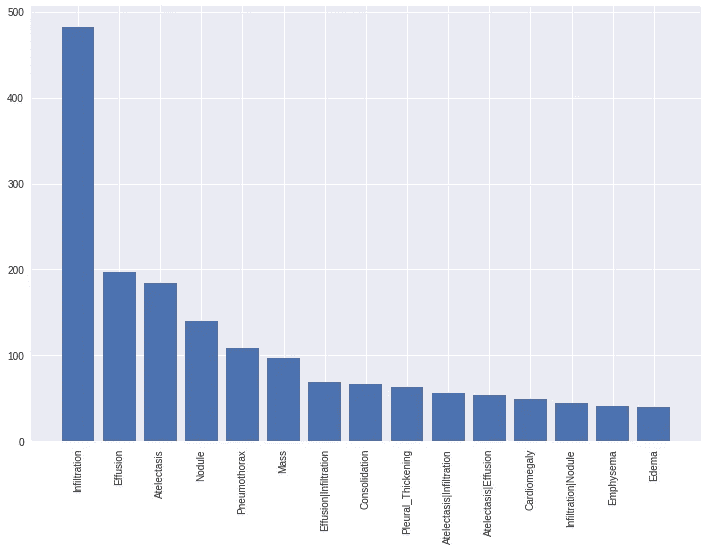 500
400
300
200
100
0
Infiltration
Effusion
Atelectasis
Nodule
Pneumothorax
Mass
Effusion|Infiltration
Consolidation
Pleural_Thickening
Atelectasis|Infiltration
Atelectasis|Effusion
Cardiomegaly
Infiltration|Nodule
Emphysema
Edema